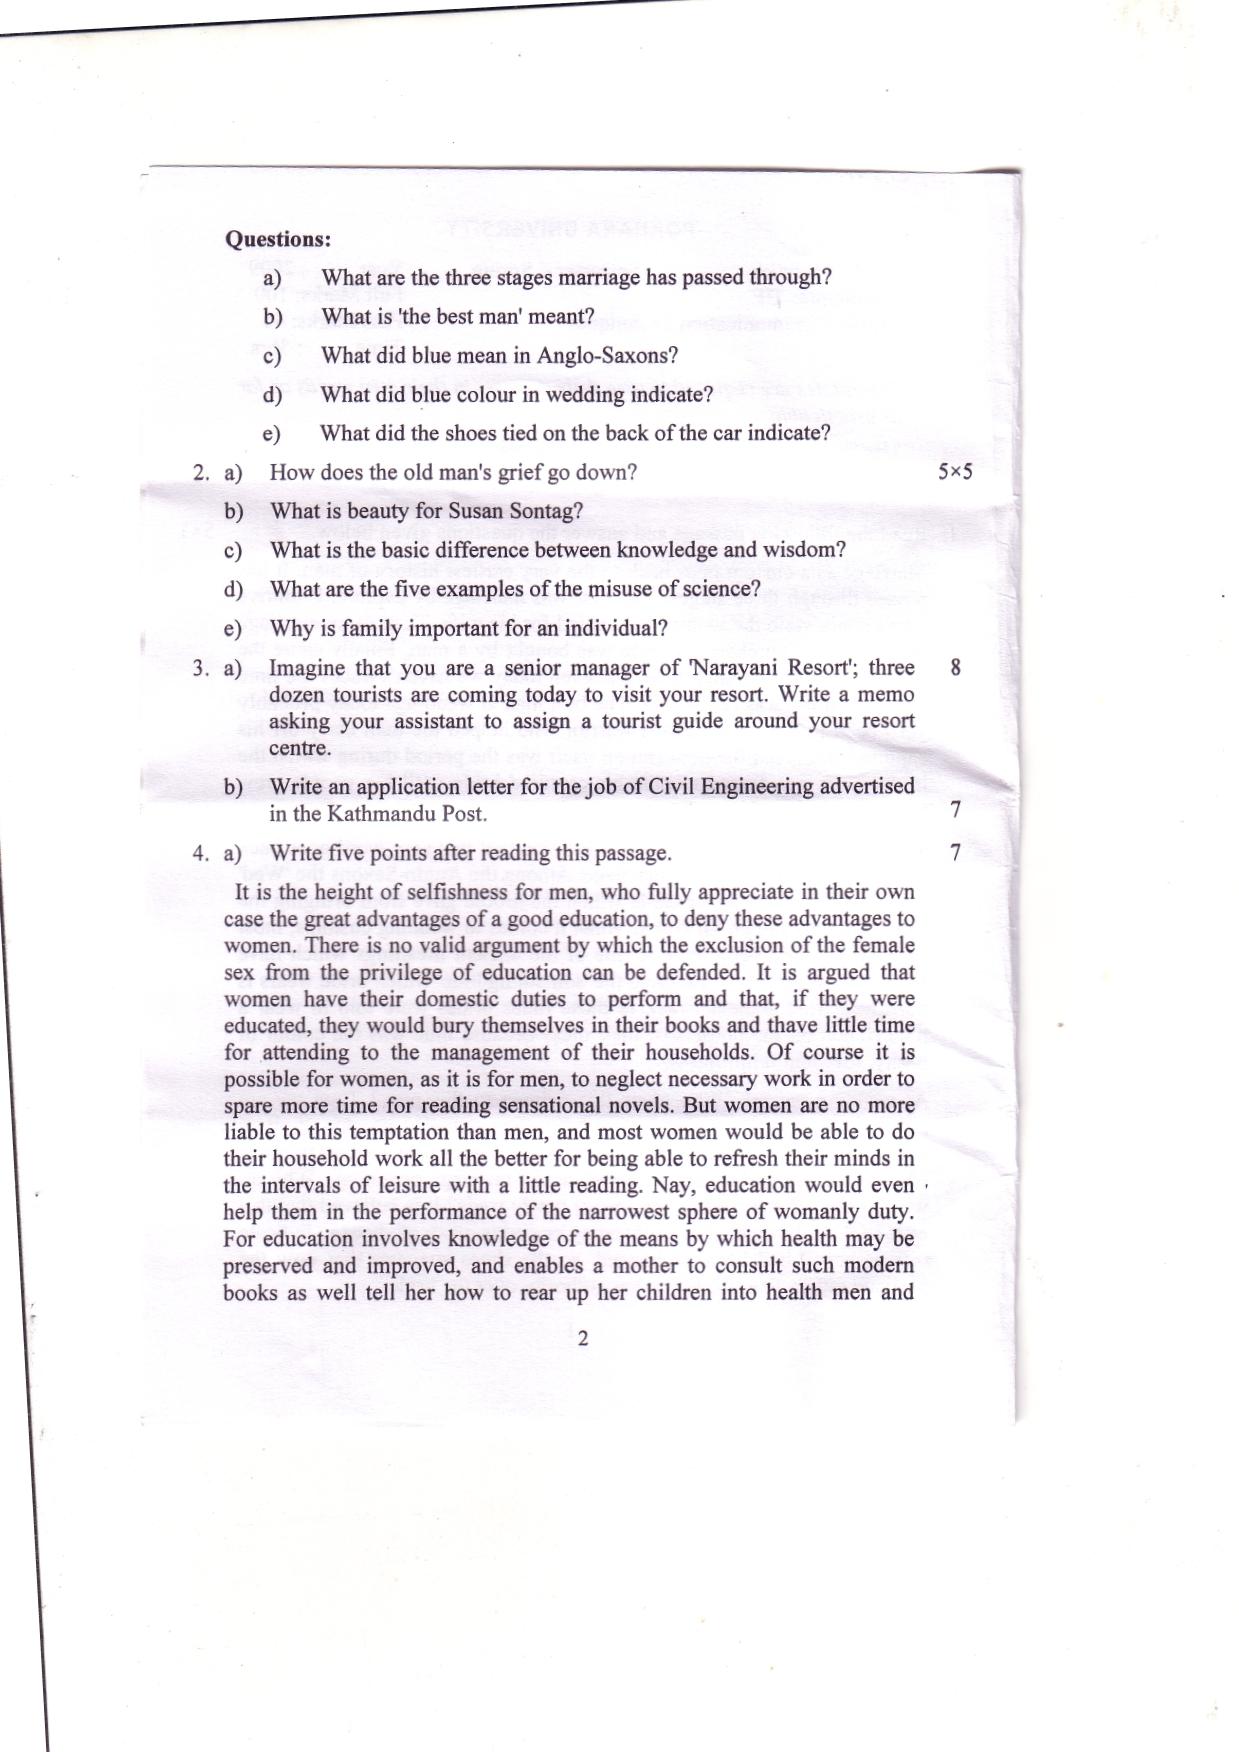 Questions:
a) What are the three stages marriage has passed through?
b) What is 'the best man' meant?
c) What did blue mean in Anglo-Saxons?
d) What did blue colour in wedding indicate?
e) What did the shoes tied on the back of the car indicate?
2. a) How does the old man's grief go down? 5×5
b) What is beauty for Susan Sontag?
c) What is the basic difference between knowledge and wisdom?
d) What are the five examples of the misuse of science?
e) Why is family important for an individual?
3. a) Imagine that you are a senior manager of 'Narayani Resort'; three 8
dozen tourists are coming today to visit your resort. Write a memo
asking your assistant to assign a tourist guide around your resort
centre.
b) Write an application letter for the job of Civil Engineering advertised
in the Kathmandu Post. 7
4. a) Write five points after reading this passage. 7
It is the height of selfishness for men, who fully appreciate in their own
case the great advantages of a good education, to deny these advantages to
women. There is no valid argument by which the exclusion of the female
sex from the privilege of education can be defended. It is argued that
women have their domestic duties to perform and that, if they were
educated, they would bury themselves in their books and thave little time
for attending to the management of their households. Of course it is
possible for women, as it is for men, to neglect necessary work in order to
spare more time for reading sensational novels. But women are no more
liable to this temptation than men, and most women would be able to do
their household work all the better for being able to refresh their minds in
the intervals of leisure with a little reading. Nay, education would even
help them in the performance of the narrowest sphere of womanly duty.
For education involves knowledge of the means by which health may be
preserved and improved, and enables a mother to consult such modern
books as well tell her how to rear up her children into health men and
2